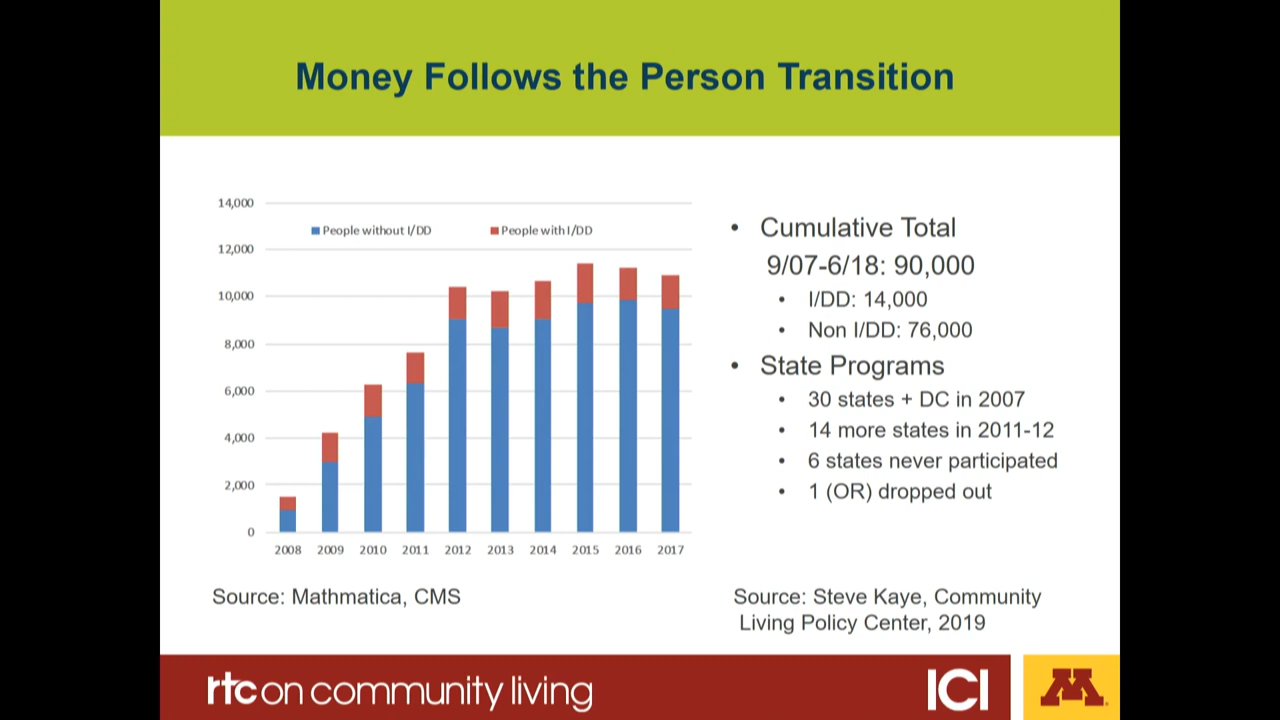 Money Follows the Person Transition
14,000
12,000
10,000
8,000
6,000
4,000
2,000
0
People without I/DD
People with I/DD
2008 2009 2010 2011 2012 2013 2014 2015 2016 2017
Source: Mathmatica, CMS
• Cumulative Total
9/07-6/18: 90,000
• I/DD: 14,000
• Non I/DD: 76,000
• State Programs
• 30 states + DC in 2007
• 14 more states in 2011-12
• 6 states never participated
• 1 (OR) dropped out
Source: Steve Kaye, Community
Living Policy Center, 2019
rtc on community living
ICI
M